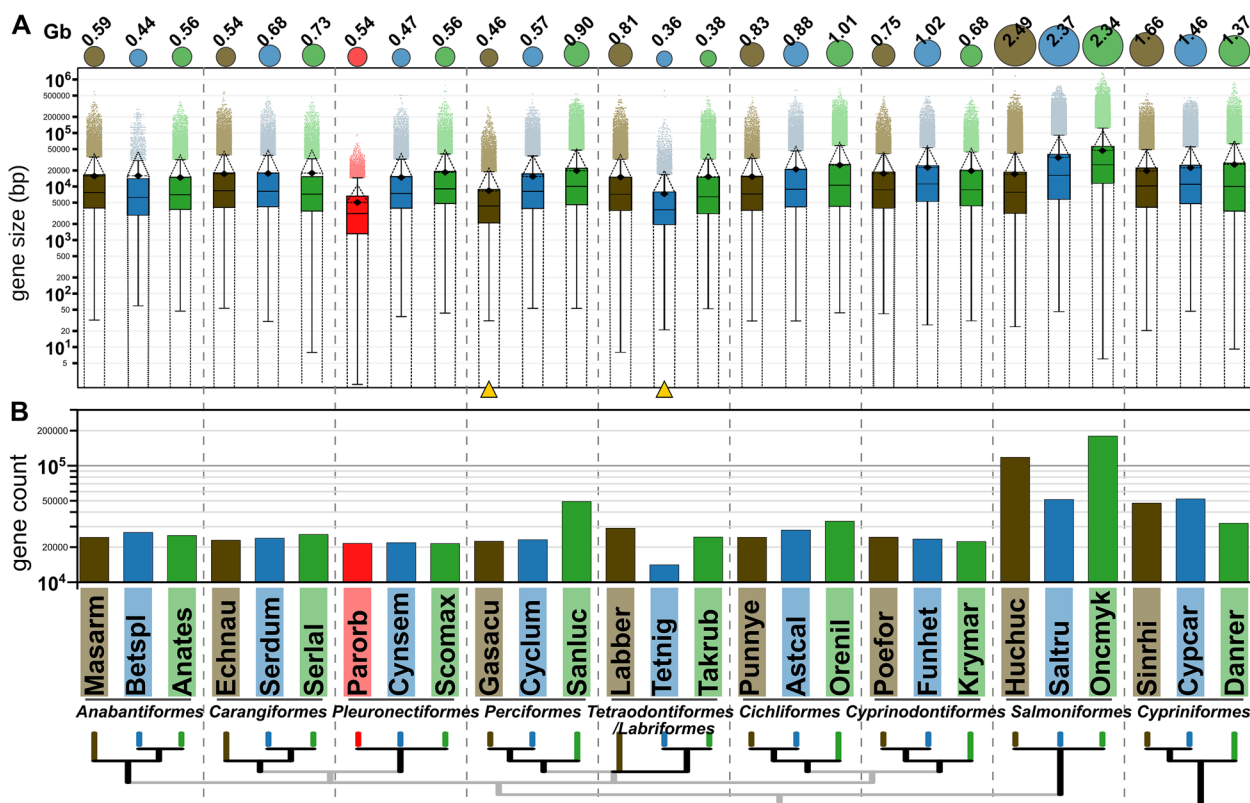 A
Gb 0.59 0.44 0.56 0.54 0.68 0.73 0.54 0.47 0.56 0.46 0.57 0.90 0.81 0.36 0.38 0.83 0.88 1.01 0.75 1.02 0.68 2.49 2.37 2.34 1.66 1.46 1.37
gene size (bp)
10⁶
500000
200000
10⁵
50000
20000
10⁴
5000
2000
10³
500
200
10²
50
20
10¹
5
B
gene count
200000
10⁵
50000
20000
10⁴
Masarm Betspl Anates Echnau Serdum Serlal Parorb Cynsem Scomax Gasacu Cyclum Sanluc Labber Tetnig Takrub Punnye Astcal Orenil Poefor Funhet Krymar Huchuc Saltru Oncmyk Sinrhi Cypcar Danrer
Anabantiformes Carangiformes Pleuronectiformes Perciformes Tetraodontiformes Cichliformes Cyprinodontiformes Salmoniformes Cypriniformes
/Labriformes